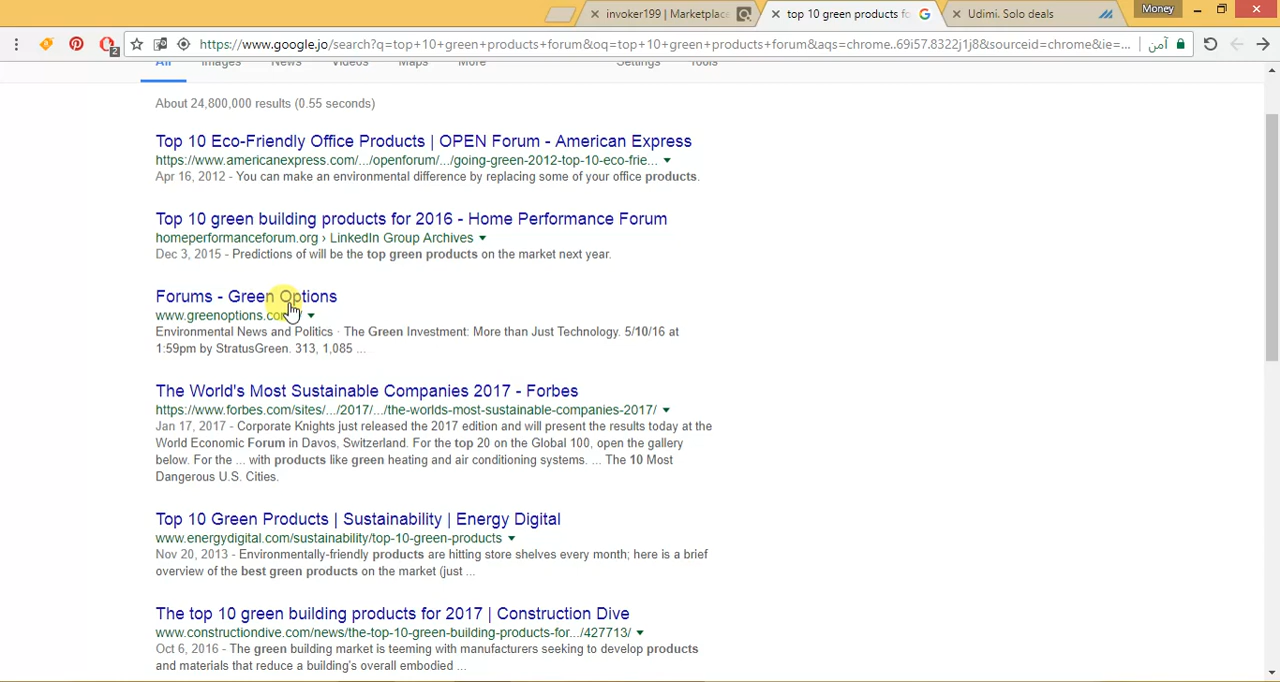 invoker199 | Marketplac
top 10 green products fo
Udimi. Solo deals
Money
2
https://www.google.jo/search?q=top+10+green+products+forum&oq=top+10+green+products+forum&aqs=chrome..69i57.8322j1j8&sourceid=chrome&ie=...
آمن
All Images News Videos Maps More Settings Tools
About 24,800,000 results (0.55 seconds)
Top 10 Eco-Friendly Office Products | OPEN Forum - American Express
https://www.americanexpress.com/.../openforum/.../going-green-2012-top-10-eco-frie...
Apr 16, 2012 - You can make an environmental difference by replacing some of your office products.
Top 10 green building products for 2016 - Home Performance Forum
homeperformanceforum.org › LinkedIn Group Archives
Dec 3, 2015 - Predictions of will be the top green products on the market next year.
Forums - Green Options
www.greenoptions.co
Environmental News and Politics · The Green Investment: More than Just Technology. 5/10/16 at
1:59pm by StratusGreen. 313, 1,085 ...
The World's Most Sustainable Companies 2017 - Forbes
https://www.forbes.com/sites/.../2017/.../the-worlds-most-sustainable-companies-2017/
Jan 17, 2017 - Corporate Knights just released the 2017 edition and will present the results today at the
World Economic Forum in Davos, Switzerland. For the top 20 on the Global 100, open the gallery
below. For the ... with products like green heating and air conditioning systems. ... The 10 Most
Dangerous U.S. Cities.
Top 10 Green Products | Sustainability | Energy Digital
www.energydigital.com/sustainability/top-10-green-products
Nov 20, 2013 - Environmentally-friendly products are hitting store shelves every month; here is a brief
overview of the best green products on the market (just ...
The top 10 green building products for 2017 | Construction Dive
www.constructiondive.com/news/the-top-10-green-building-products-for.../427713/
Oct 6, 2016 - The green building market is teeming with manufacturers seeking to develop products
and materials that reduce a building's overall embodied ...